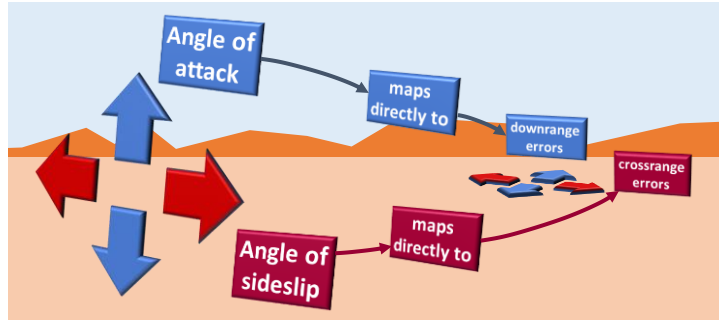 Angle of
attack
maps
directly to
downrange
errors
Angle of
sideslip
maps
directly to
crossrange
errors